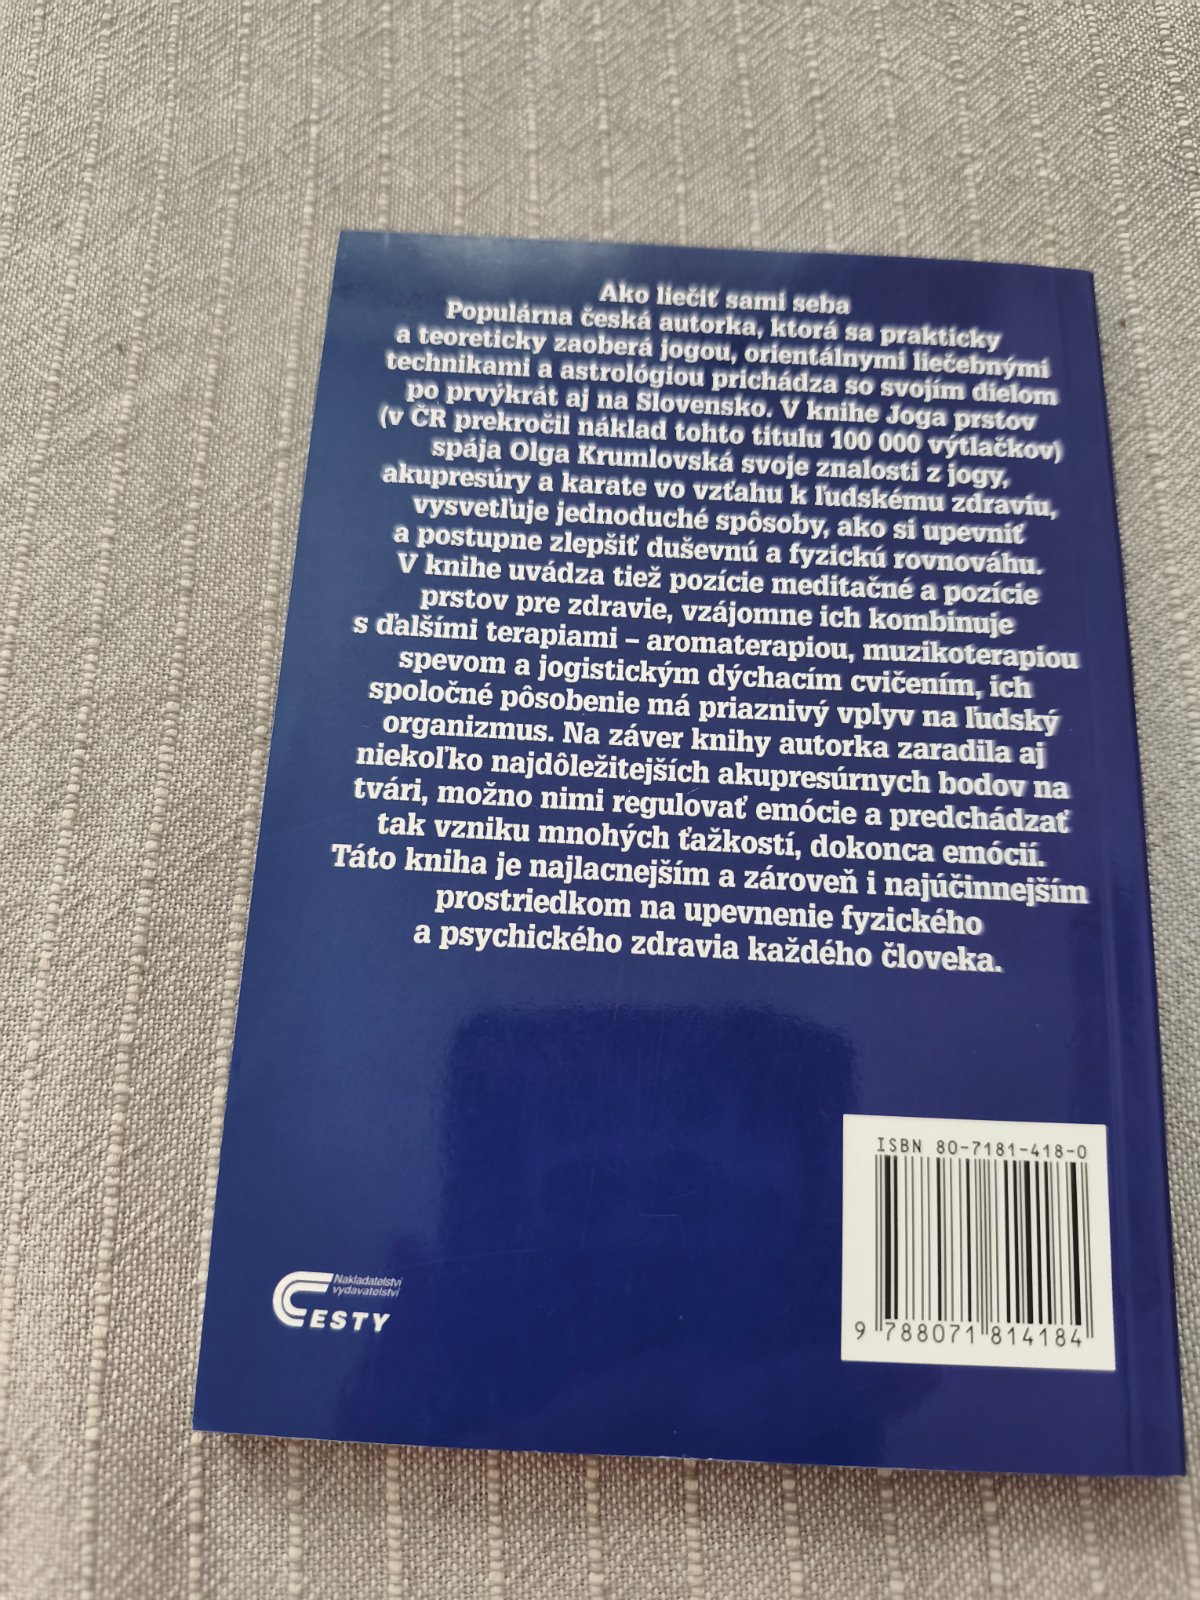 Ako liečiť sami seba
Populárna česká autorka, ktorá sa prakticky
a teoreticky zaoberá jogou, orientálnymi liečebnými
technikami a astrológiou prichádza so svojím dielom
po prvýkrát aj na Slovensko. V knihe Joga prstov
(v ČR prekročil náklad tohto titulu 100 000 výtlačkov)
spája Olga Krumlovská svoje znalosti z jogy,
akupresúry a karate vo vzťahu k ľudskému zdraviu,
vysvetľuje jednoduché spôsoby, ako si upevniť
a postupne zlepšiť duševnú a fyzickú rovnováhu.
V knihe uvádza tiež pozície meditačné a pozície
prstov pre zdravie, vzájomne ich kombinuje
s ďalšími terapiami – aromaterapiou, muzikoterapiou
spevom a jogistickým dýchacím cvičením, ich
spoločné pôsobenie má priaznivý vplyv na ľudský
organizmus. Na záver knihy autorka zaradila aj
niekoľko najdôležitejších akupresúrnych bodov na
tvári, možno nimi regulovať emócie a predchádzať
tak vzniku mnohých ťažkostí, dokonca emócií.
Táto kniha je najlacnejším a zároveň i najúčinnejším
prostriedkom na upevnenie fyzického
a psychického zdravia každého človeka.
ISBN 80-7181-418-0
9 788071 814184
Nakladatelství
vydavatelství
CESTY